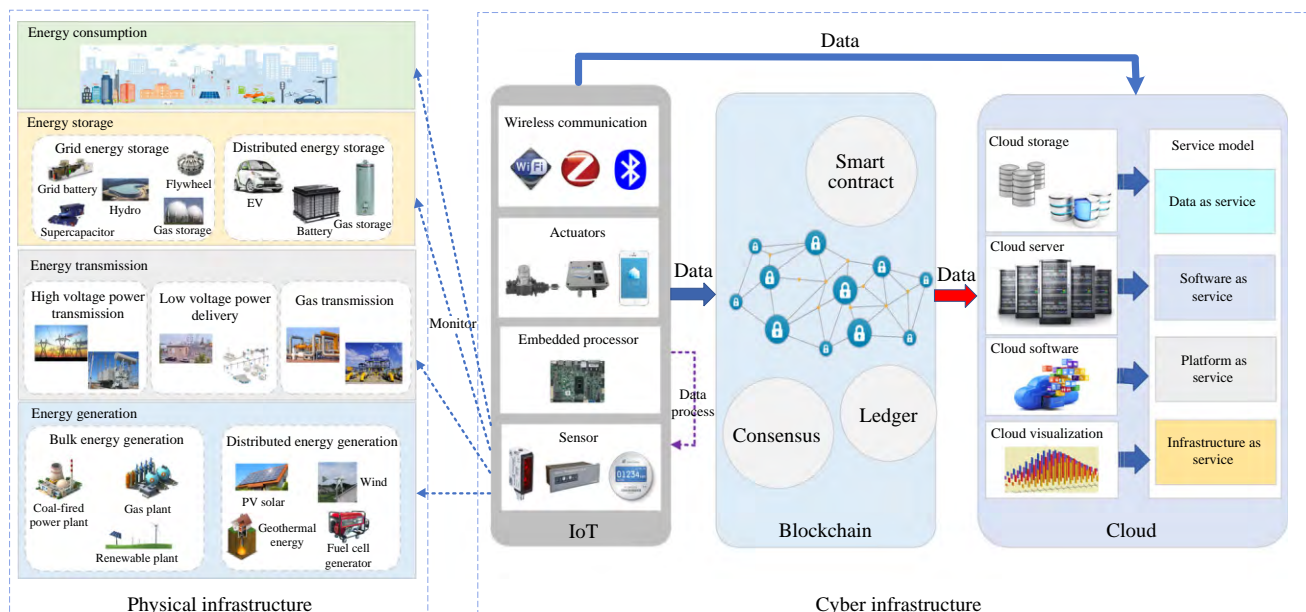 Energy consumption
Energy storage
Grid energy storage
Grid battery
Flywheel
Hydro
Supercapacitor
Gas storage
Distributed energy storage
EV
Battery
Gas storage
Energy transmission
High voltage power
transmission
Low voltage power
delivery
Gas transmission
Energy generation
Bulk energy generation
Coal-fired
power plant
Gas plant
Renewable plant
Distributed energy generation
PV solar
Wind
Geothermal
energy
Fuel cell
generator
Physical infrastructure
Monitor
Data
Wireless communication
WiFi
Actuators
Embedded processor
Data
process
Sensor
01234
IoT
Data
Smart
contract
Consensus
Ledger
Blockchain
Data
Cloud storage
Cloud server
Cloud software
Cloud visualization
Service model
Data as service
Software as
service
Platform as
service
Infrastructure as
service
Cloud
Cyber infrastructure